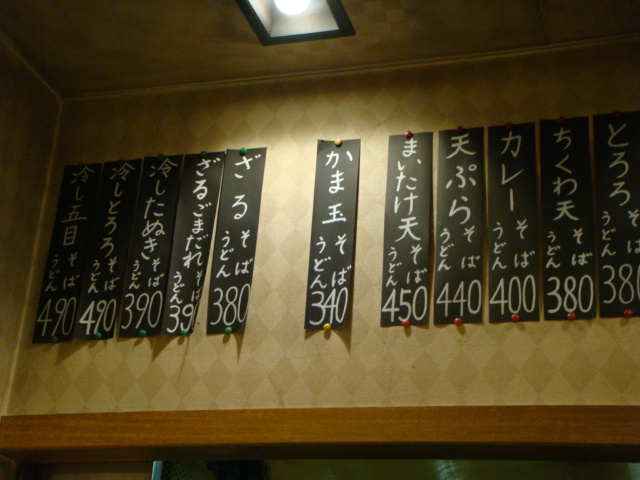 とろろ
そば
うどん
380
ちくわ天
そば
うどん
380
カレー
そば
うどん
400
天ぷら
そば
うどん
440
まいたけ天
そば
うどん
450
かま玉
そば
うどん
340
ざる
そば
うどん
380
ざるごまだれ
そば
うどん
39
冷したぬき
そば
うどん
390
冷しとろろ
そば
うどん
490
冷し五目
そば
うどん
490